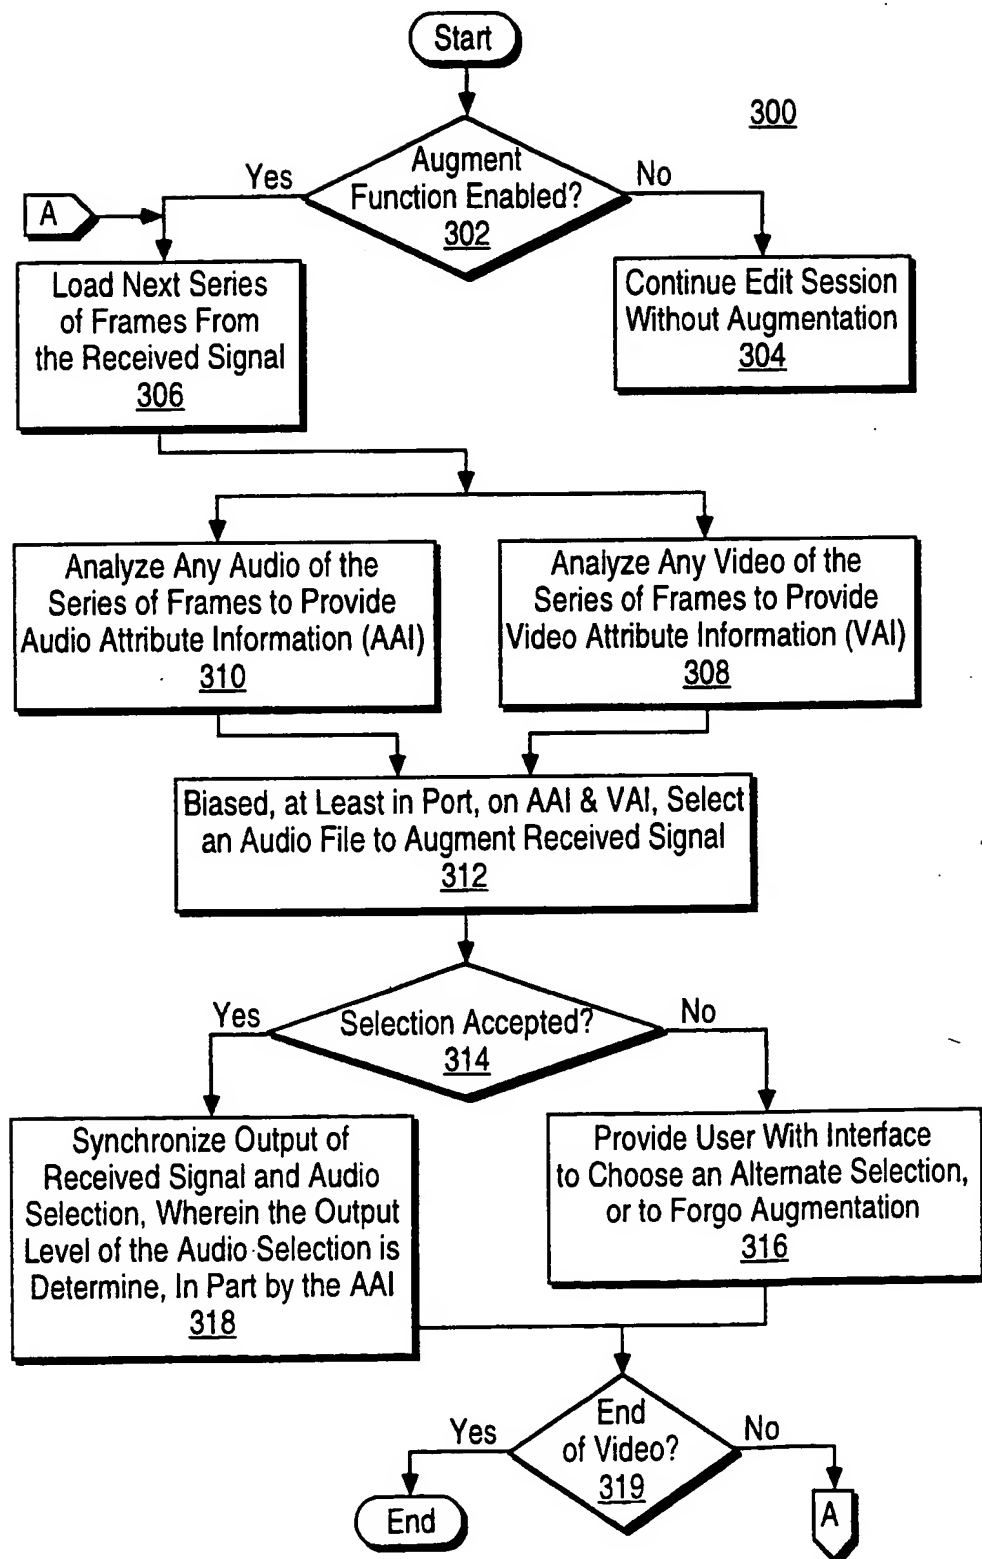 Start
300
Augment
Function Enabled?
302
Yes
No
A
Load Next Series
of Frames From
the Received Signal
306
Continue Edit Session
Without Augmentation
304
Analyze Any Audio of the
Series of Frames to Provide
Audio Attribute Information (AAI)
310
Analyze Any Video of the
Series of Frames to Provide
Video Attribute Information (VAI)
308
Biased, at Least in Port, on AAI & VAI, Select
an Audio File to Augment Received Signal
312
Selection Accepted?
314
Yes
No
Synchronize Output of
Received Signal and Audio
Selection, Wherein the Output
Level of the Audio Selection is
Determine, In Part by the AAI
318
Provide User With Interface
to Choose an Alternate Selection,
or to Forgo Augmentation
316
End
of Video?
319
Yes
No
End
A